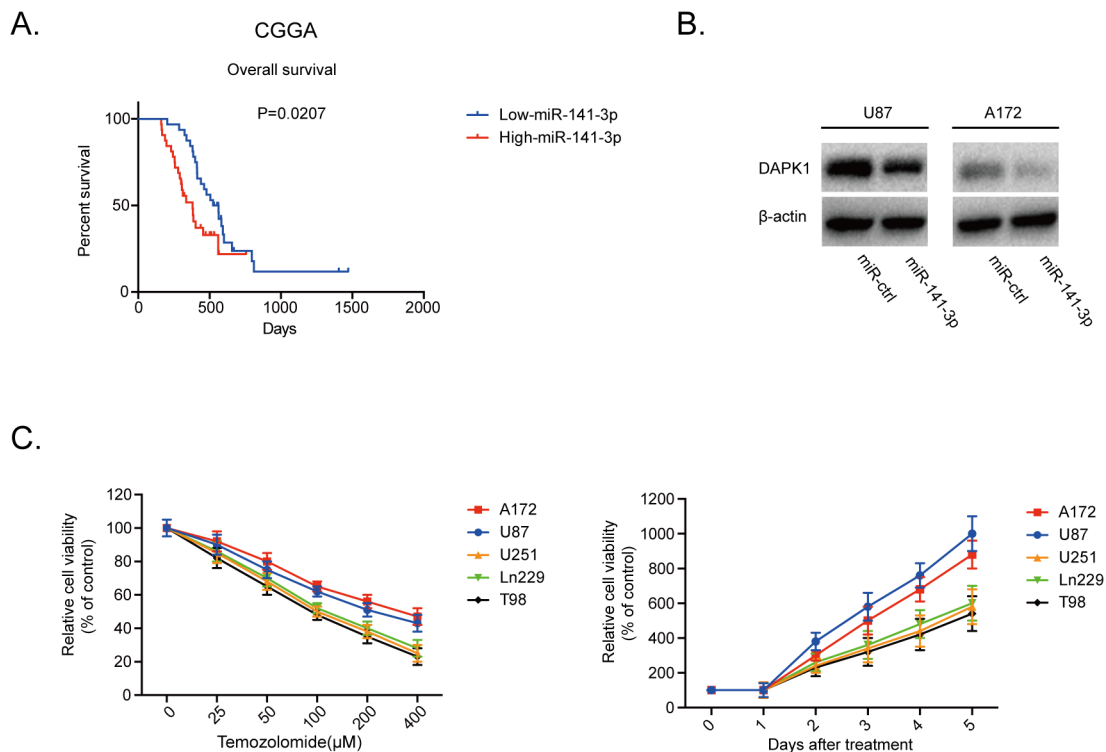 A.
CGGA
Overall survival
P=0.0207
Low-miR-141-3p
High-miR-141-3p
Percent survival
100
50
0
0 500 1000 1500 2000
Days
B.
U87 A172
DAPK1
β-actin
miR-ctrl miR-141-3p miR-ctrl miR-141-3p
C.
Relative cell viability
(% of control)
120
100
80
60
40
20
0
0 25 50 100 200 400
Temozolomide(μM)
A172
U87
U251
Ln229
T98
Relative cell viability
(% of control)
1200
1000
800
600
400
200
0
0 1 2 3 4 5
Days after treatment
A172
U87
U251
Ln229
T98